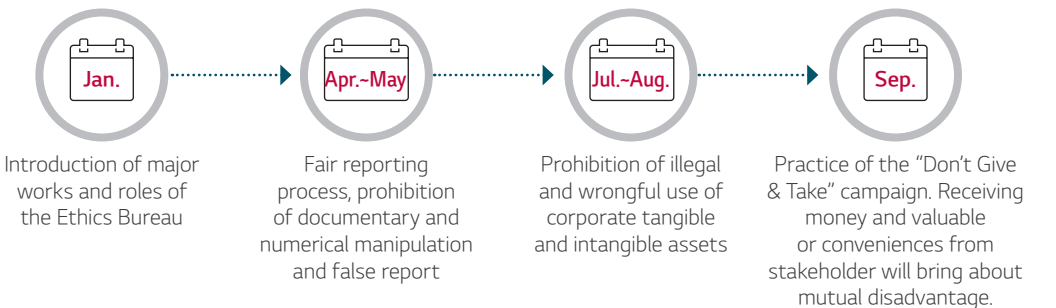 Jan.
Introduction of major
works and roles of
the Ethics Bureau
Apr.~May
Fair reporting
process, prohibition
of documentary and
numerical manipulation
and false report
Jul.~Aug.
Prohibition of illegal
and wrongful use of
corporate tangible
and intangible assets
Sep.
Practice of the “Don’t Give
& Take” campaign. Receiving
money and valuable
or conveniences from
stakeholder will bring about
mutual disadvantage.